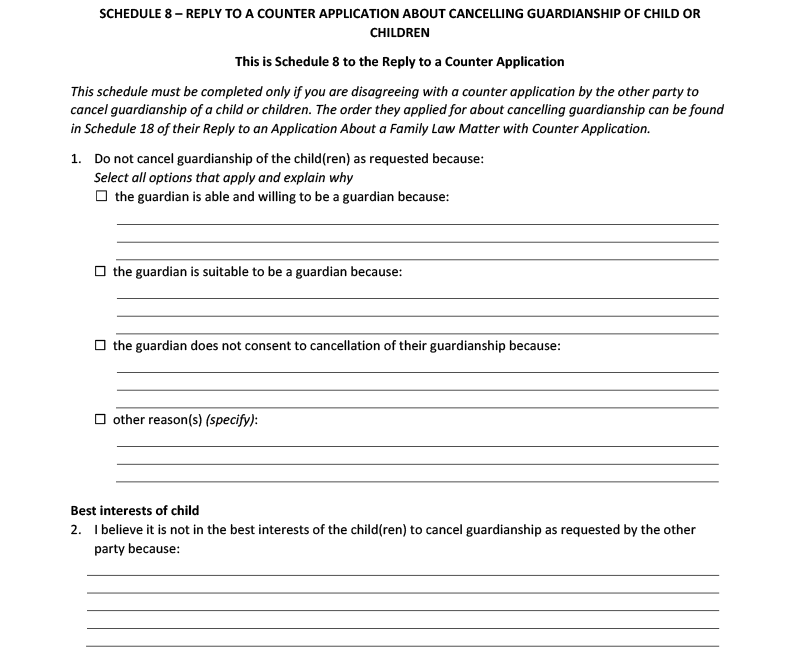 SCHEDULE 8 – REPLY TO A COUNTER APPLICATION ABOUT CANCELLING GUARDIANSHIP OF CHILD OR
CHILDREN
This is Schedule 8 to the Reply to a Counter Application
This schedule must be completed only if you are disagreeing with a counter application by the other party to
cancel guardianship of a child or children. The order they applied for about cancelling guardianship can be found
in Schedule 18 of their Reply to an Application About a Family Law Matter with Counter Application.
1. Do not cancel guardianship of the child(ren) as requested because:
Select all options that apply and explain why
☐ the guardian is able and willing to be a guardian because:
☐ the guardian is suitable to be a guardian because:
☐ the guardian does not consent to cancellation of their guardianship because:
☐ other reason(s) (specify):
Best interests of child
2. I believe it is not in the best interests of the child(ren) to cancel guardianship as requested by the other
party because: